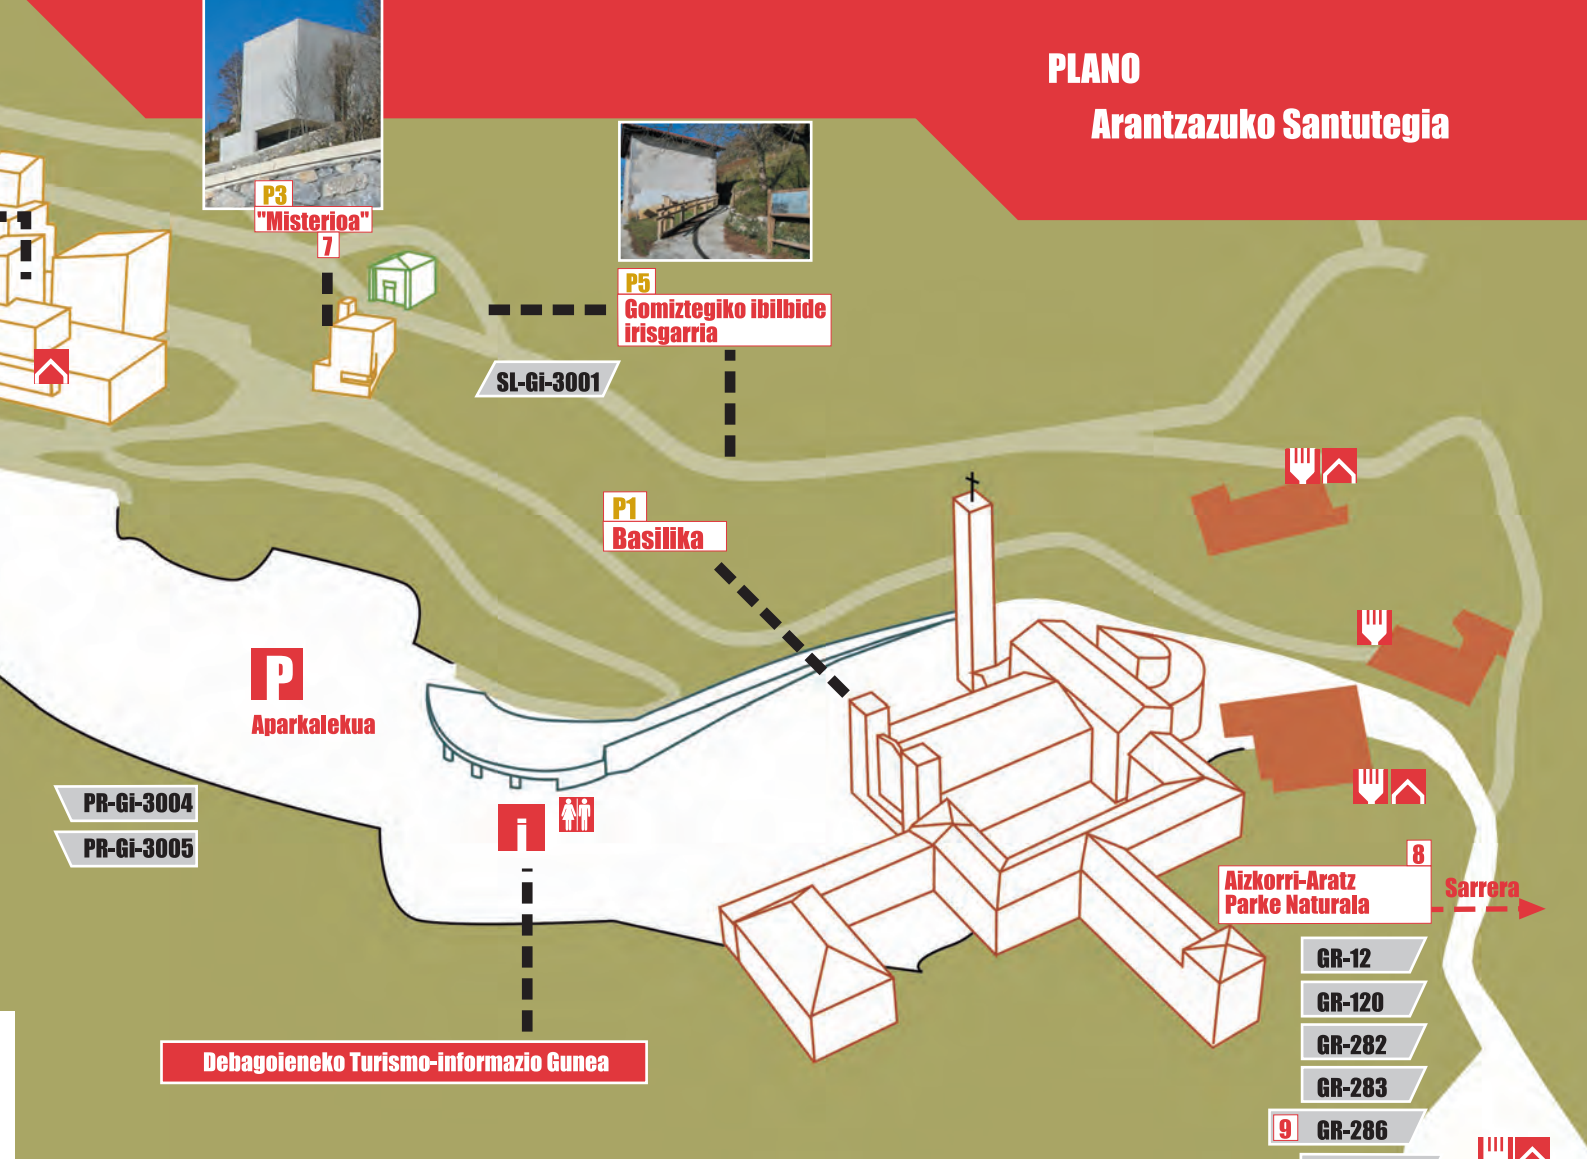 PLANO
Arantzazuko Santutegia
P3
"Misterioa"
7
P5
Gomiztegiko ibilbide
irisgarria
SL-Gi-3001
P1
Basilika
P
Aparkalekua
PR-Gi-3004
PR-Gi-3005
i
8
Aizkorri-Aratz
Parke Naturala
Sarrera
GR-12
GR-120
GR-282
GR-283
9 GR-286
Debagoieneko Turismo-informazio Gunea